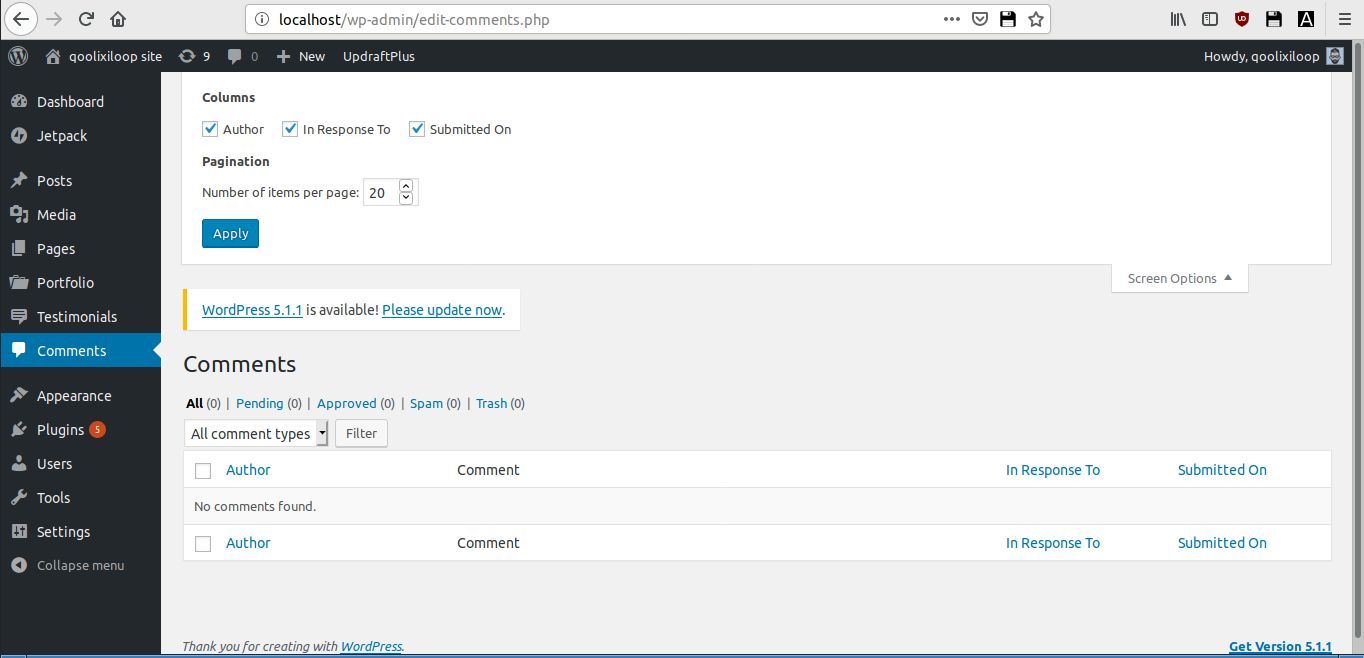 localhost/wp-admin/edit-comments.php
qoolixiloop site 9 0 New UpdraftPlus Howdy, qoolixiloop
Dashboard
Jetpack
Posts
Media
Pages
Portfolio
Testimonials
Comments
Appearance
Plugins 5
Users
Tools
Settings
Collapse menu
Columns
Author In Response To Submitted On
Pagination
Number of items per page: 20
Apply
Screen Options
WordPress 5.1.1 is available! Please update now.
Comments
All (0) | Pending (0) | Approved (0) | Spam (0) | Trash (0)
All comment types Filter
Author Comment In Response To Submitted On
No comments found.
Author Comment In Response To Submitted On
Thank you for creating with WordPress. Get Version 5.1.1